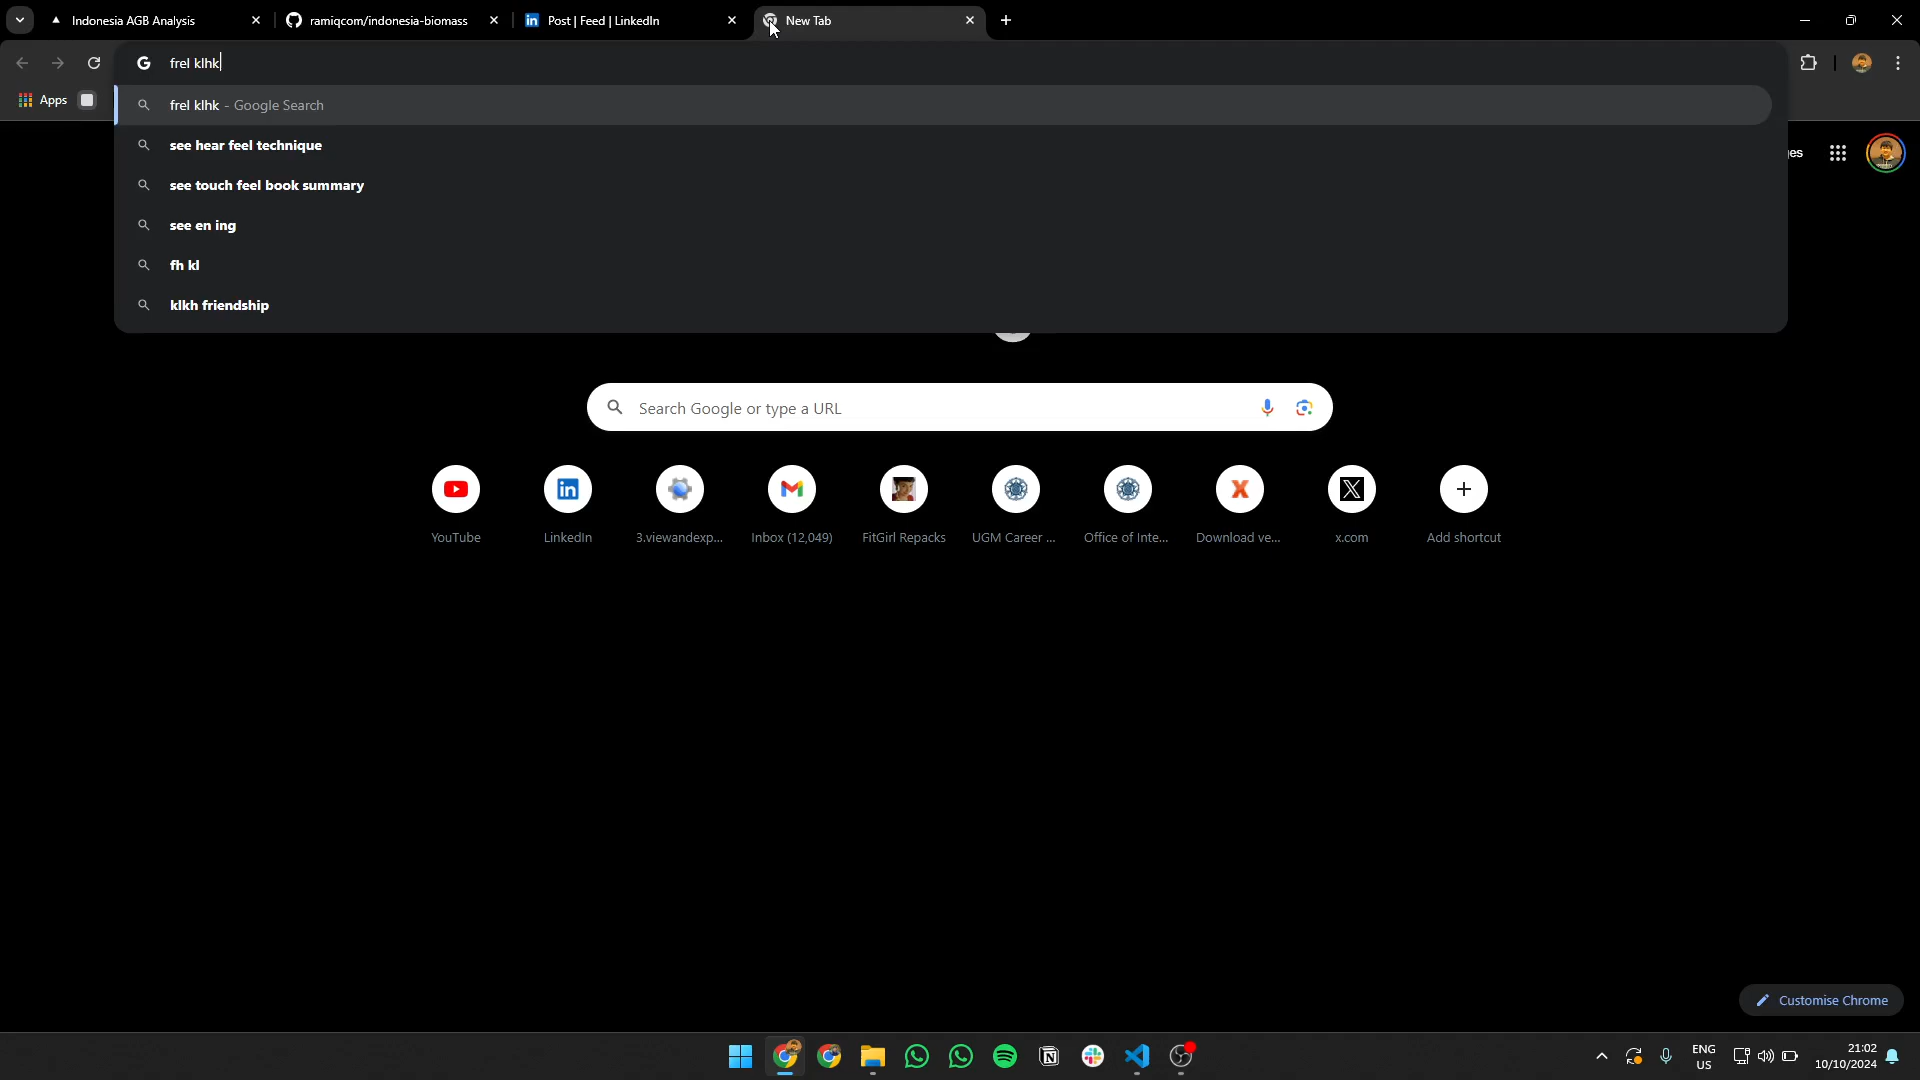 Indonesia AGB Analysis
ramiqcom/indonesia-biomass
Post | Feed | LinkedIn
New Tab
frel klhk
Apps
frel klhk - Google Search
see hear feel technique
see touch feel book summary
see en ing
fh kl
klkh friendship
es
Search Google or type a URL
YouTube
LinkedIn
3.viewandexp...
Inbox (12,049)
FitGirl Repacks
UGM Career ...
Office of Inte...
Download ve...
x.com
Add shortcut
Customise Chrome
ENG
US
21:02
10/10/2024